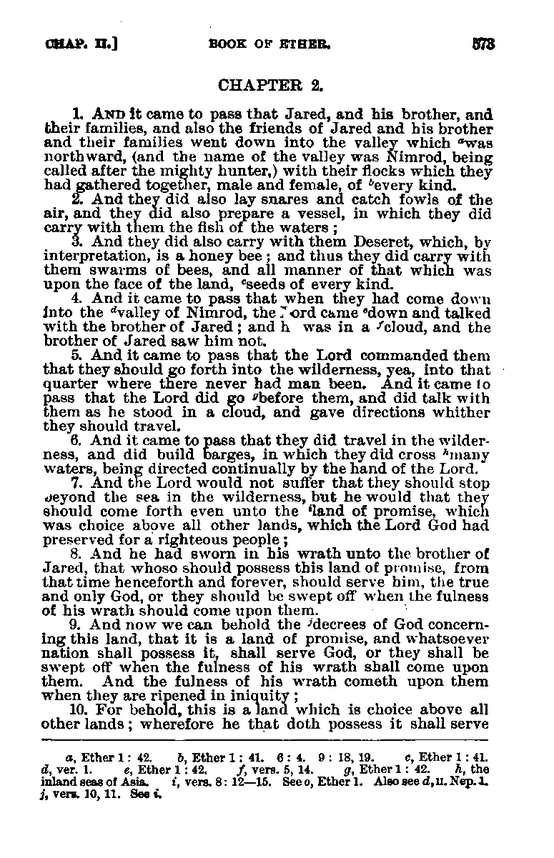 CHAP. II.] BOOK OF ETHER. 573
CHAPTER 2.
1. AND it came to pass that Jared, and his brother, and
their families, and also the friends of Jared and his brother
and their families went down into the valley which ᵃwas
northward, (and the name of the valley was Nimrod, being
called after the mighty hunter,) with their flocks which they
had gathered together, male and female, of ᵇevery kind.
2. And they did also lay snares and catch fowls of the
air, and they did also prepare a vessel, in which they did
carry with them the fish of the waters ;
3. And they did also carry with them Deseret, which, by
interpretation, is a honey bee ; and thus they did carry with
them swarms of bees, and all manner of that which was
upon the face of the land, ᶜseeds of every kind.
4. And it came to pass that when they had come down
into the ᵈvalley of Nimrod, the ord came ᵉdown and talked
with the brother of Jared ; and h was in a ᶠcloud, and the
brother of Jared saw him not.
5. And it came to pass that the Lord commanded them
that they should go forth into the wilderness, yea, into that
quarter where there never had man been. And it came to
pass that the Lord did go ᵍbefore them, and did talk with
them as he stood in a cloud, and gave directions whither
they should travel.
6. And it came to pass that they did travel in the wilder-
ness, and did build barges, in which they did cross ʰmany
waters, being directed continually by the hand of the Lord.
7. And the Lord would not suffer that they should stop
beyond the sea in the wilderness, but he would that they
should come forth even unto the ⁱland of promise, which
was choice above all other lands, which the Lord God had
preserved for a righteous people ;
8. And he had sworn in his wrath unto the brother of
Jared, that whoso should possess this land of promise, from
that time henceforth and forever, should serve him, the true
and only God, or they should be swept off when the fulness
of his wrath should come upon them.
9. And now we can behold the ʲdecrees of God concern-
ing this land, that it is a land of promise, and whatsoever
nation shall possess it, shall serve God, or they shall be
swept off when the fulness of his wrath shall come upon
them. And the fulness of his wrath cometh upon them
when they are ripened in iniquity ;
10. For behold, this is a land which is choice above all
other lands ; wherefore he that doth possess it shall serve
a, Ether 1 : 42. b, Ether 1 : 41. 6 : 4. 9 : 18, 19. c, Ether 1 : 41.
d, ver. 1. e, Ether 1 : 42. f, vers. 5, 14. g, Ether 1 : 42. h, the
inland seas of Asia. i, vers. 8 : 12—15. See o, Ether 1. Also see d, II. Nep. 1.
j, vers. 10, 11. See i.